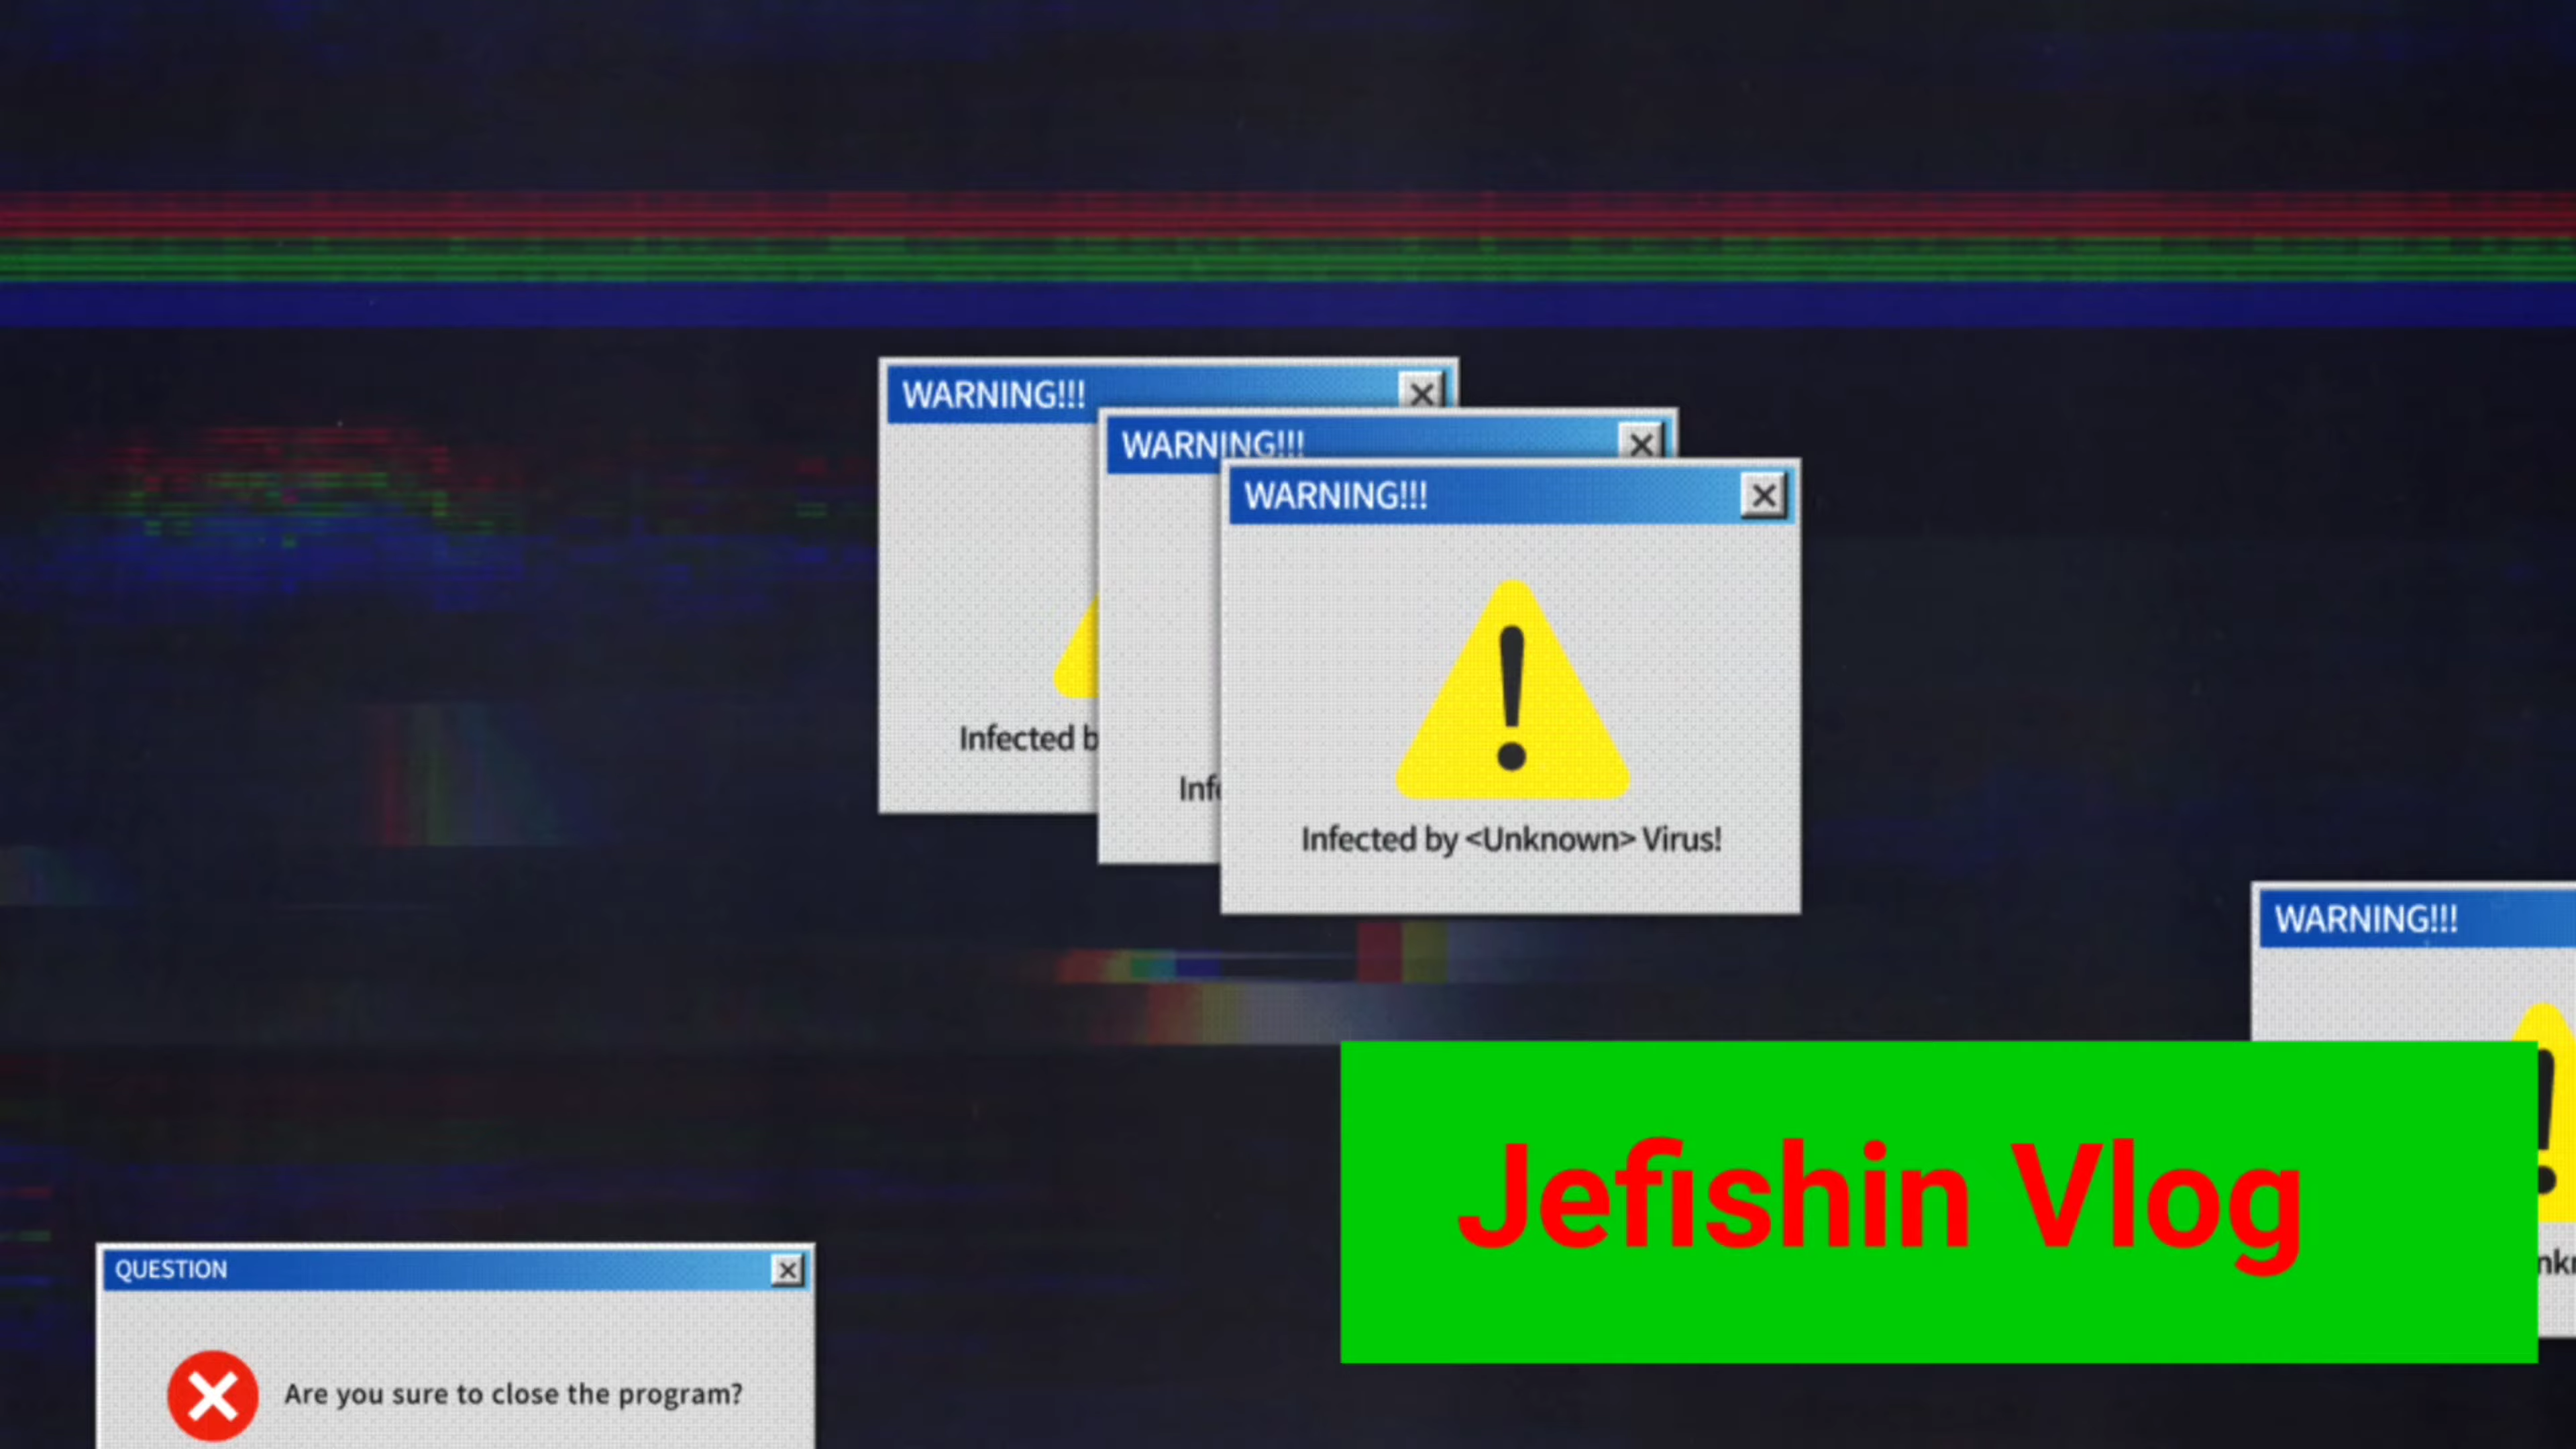 WARNING!!!
WARNING!!!
WARNING!!!
Infected
Infected by <Unknown> Virus!
WARNING!!!
Jefishin Vlog
QUESTION
Are you sure to close the program?